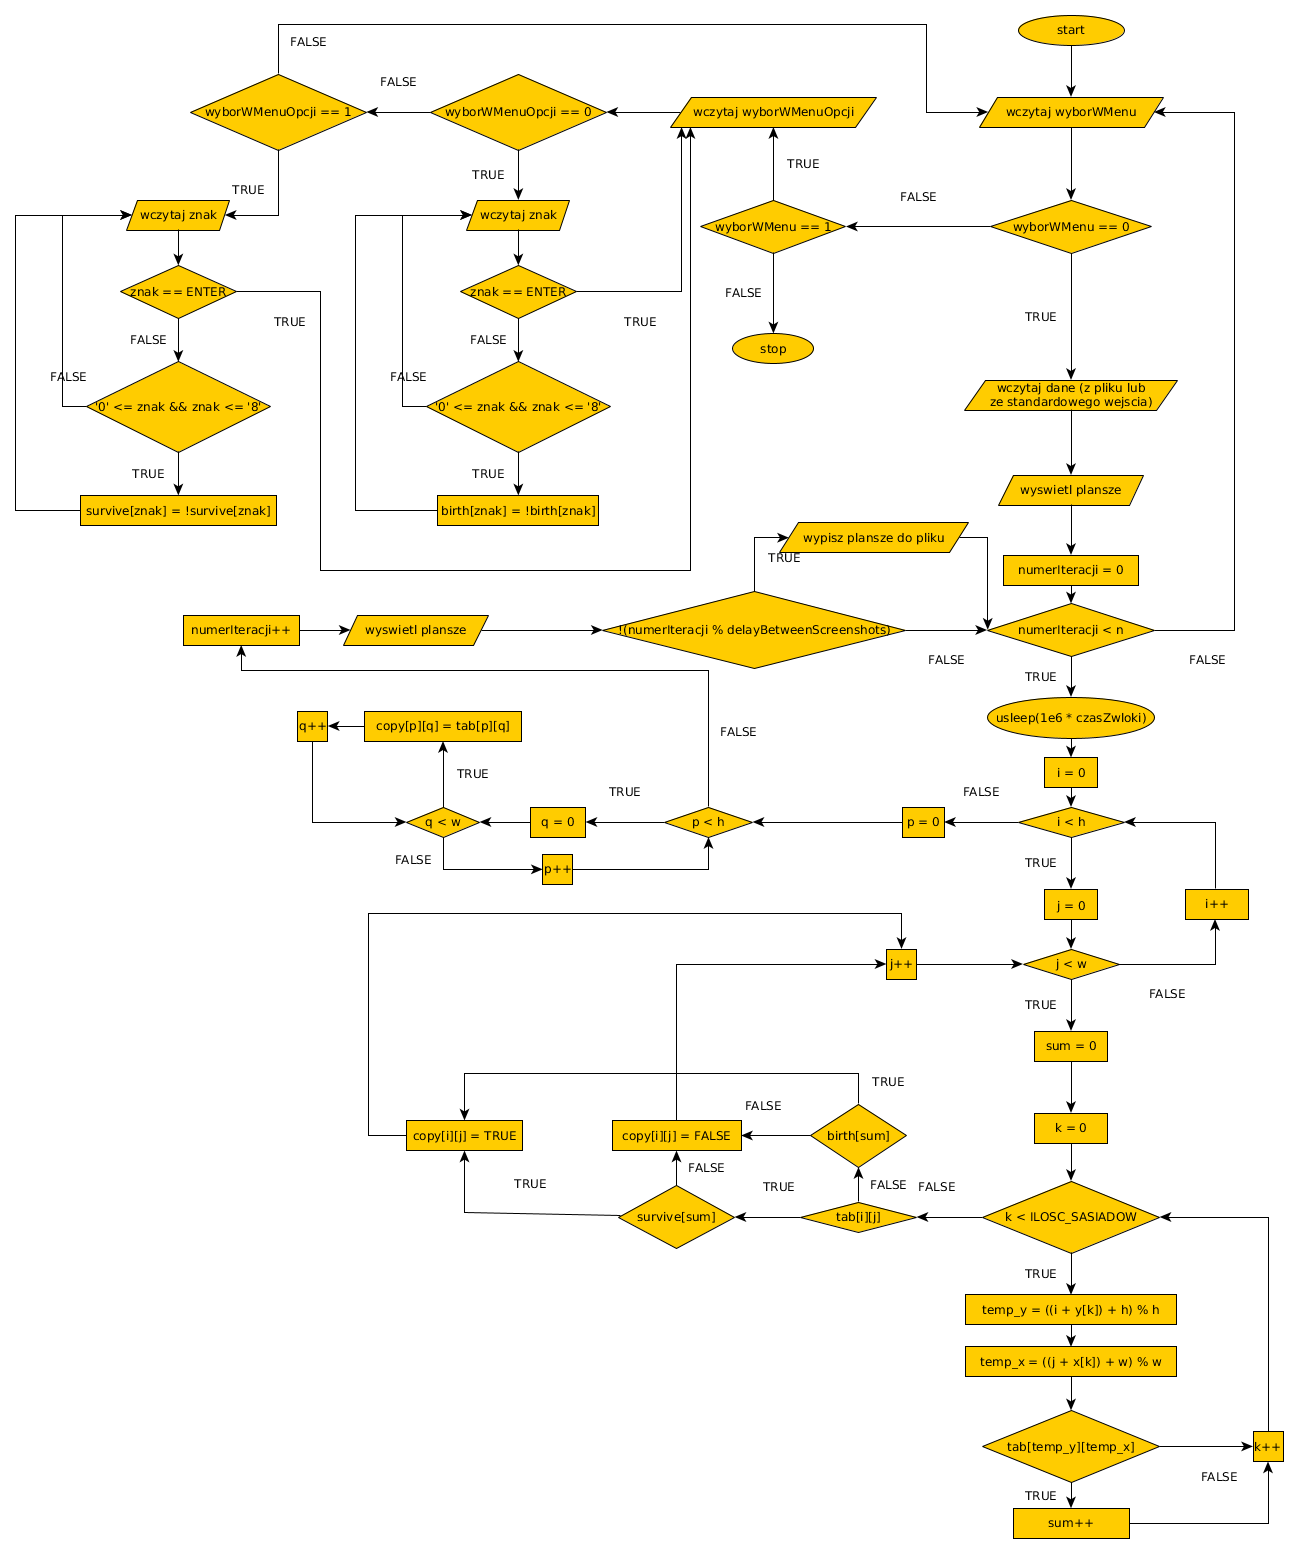 start
FALSE
wyborWMenuOpcji == 1
FALSE
wyborWMenuOpcji == 0
wczytaj wyborWMenuOpcji
wczytaj wyborWMenu
TRUE
TRUE
TRUE
FALSE
wczytaj znak
wczytaj znak
wyborWMenu == 1
wyborWMenu == 0
znak == ENTER
TRUE
znak == ENTER
TRUE
FALSE
TRUE
FALSE
FALSE
stop
FALSE
FALSE
wczytaj dane (z pliku lub
ze standardowego wejscia)
'0' <= znak && znak <= '8'
'0' <= znak && znak <= '8'
TRUE
TRUE
wyswietl plansze
survive[znak] = !survive[znak]
birth[znak] = !birth[znak]
wypisz plansze do pliku
TRUE
numerIteracji = 0
numerIteracji++
wyswietl plansze
!(numerIteracji % delayBetweenScreenshots)
numerIteracji < n
FALSE
FALSE
TRUE
usleep(1e6 * czasZwloki)
q++
copy[p][q] = tab[p][q]
FALSE
TRUE
i = 0
TRUE
FALSE
q < w
q = 0
p < h
p = 0
i < h
FALSE
p++
TRUE
j = 0
i++
j++
j < w
TRUE
FALSE
sum = 0
TRUE
FALSE
k = 0
copy[i][j] = TRUE
copy[i][j] = FALSE
birth[sum]
FALSE
TRUE
TRUE
FALSE
FALSE
survive[sum]
tab[i][j]
k < ILOSC_SASIADOW
TRUE
temp_y = ((i + y[k]) + h) % h
temp_x = ((j + x[k]) + w) % w
tab[temp_y][temp_x]
k++
FALSE
TRUE
sum++